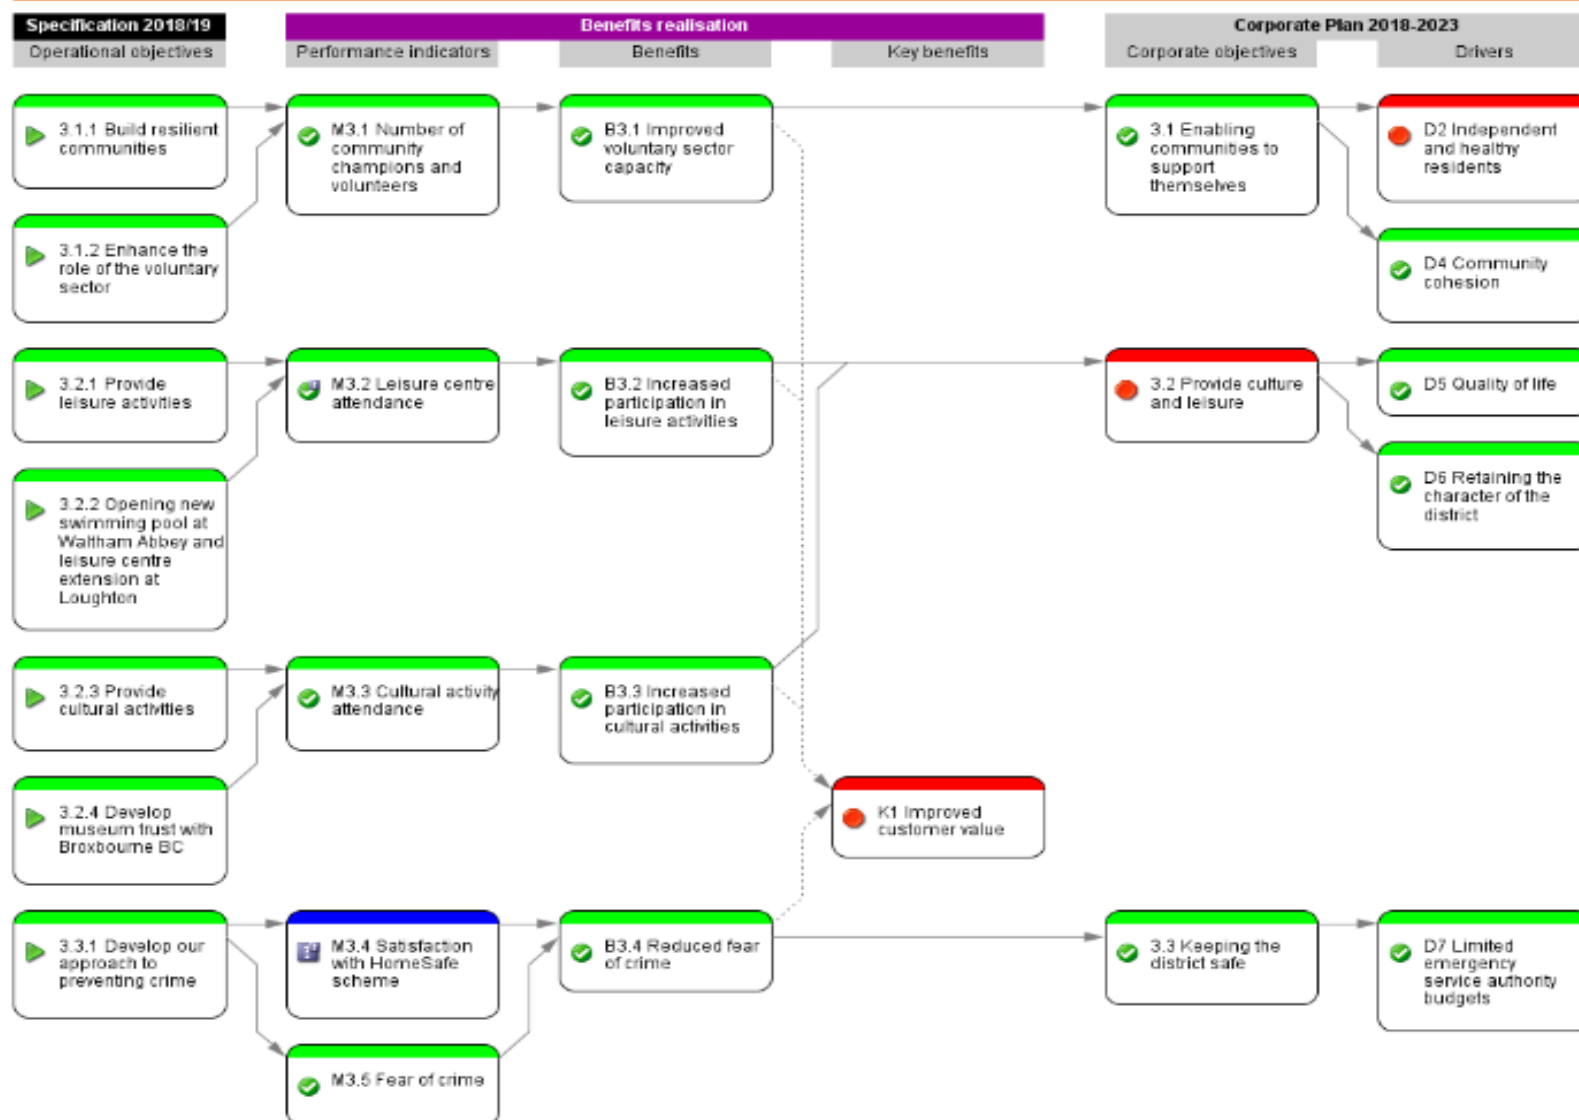 Specification 2018/19
Benefits realisation
Corporate Plan 2018-2023
Operational objectives
Performance indicators
Benefits
Key benefits
Corporate objectives
Drivers
3.1.1 Build resilient
communities
M3.1 Number of
community
champions and
volunteers
B3.1 Improved
voluntary sector
capacity
3.1 Enabling
communities to
support
themselves
D2 Independent
and healthy
residents
3.1.2 Enhance the
role of the voluntary
sector
D4 Community
cohesion
3.2.1 Provide
leisure activities
M3.2 Leisure centre
attendance
B3.2 Increased
participation in
leisure activities
3.2 Provide culture
and leisure
D5 Quality of life
3.2.2 Opening new
swimming pool at
Waltham Abbey and
leisure centre
extension at
Loughton
D6 Retaining the
character of the
district
3.2.3 Provide
cultural activities
M3.3 Cultural activity
attendance
B3.3 Increased
participation in
cultural activities
3.2.4 Develop
museum trust with
Broxbourne BC
K1 Improved
customer value
3.3.1 Develop our
approach to
preventing crime
M3.4 Satisfaction
with HomeSafe
scheme
B3.4 Reduced fear
of crime
3.3 Keeping the
district safe
D7 Limited
emergency
service authority
budgets
M3.5 Fear of crime